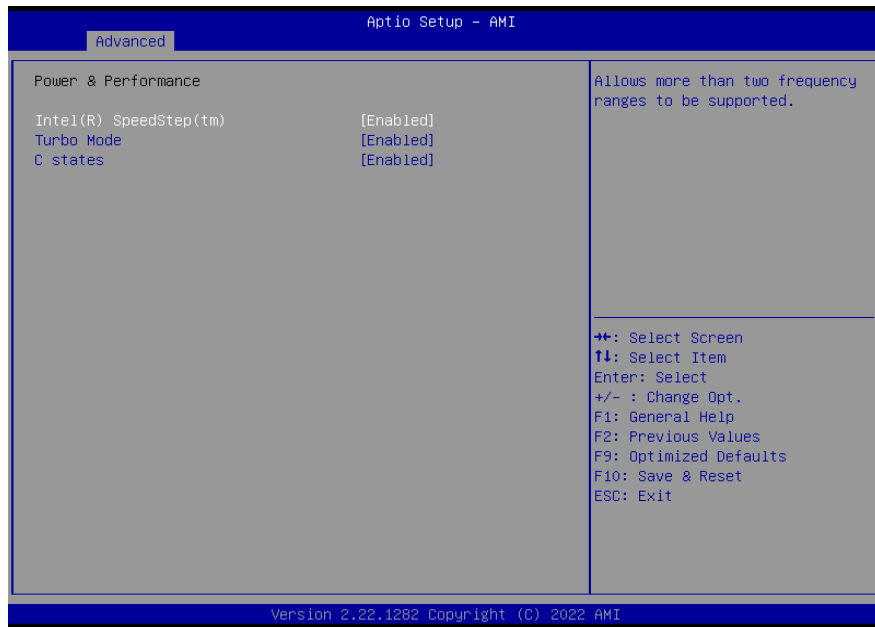 Aptio Setup – AMI
Advanced
Power & Performance
Intel(R) SpeedStep(tm) [Enabled]
Turbo Mode [Enabled]
C states [Enabled]
Allows more than two frequency
ranges to be supported.
→←: Select Screen
↑↓: Select Item
Enter: Select
+/- : Change Opt.
F1: General Help
F2: Previous Values
F9: Optimized Defaults
F10: Save & Reset
ESC: Exit
Version 2.22.1282 Copyright (C) 2022 AMI